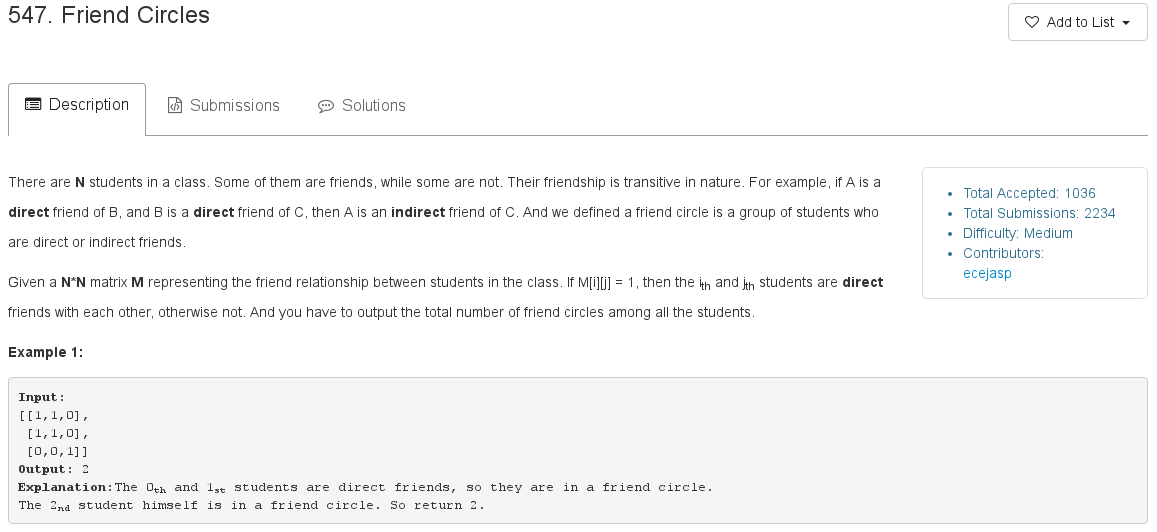 547. Friend Circles
Add to List
Description
Submissions
Solutions
There are N students in a class. Some of them are friends, while some are not. Their friendship is transitive in nature. For example, if A is a
direct friend of B, and B is a direct friend of C, then A is an indirect friend of C. And we defined a friend circle is a group of students who
are direct or indirect friends.
Given a N*N matrix M representing the friend relationship between students in the class. If M[i][j] = 1, then the ith and jth students are direct
friends with each other, otherwise not. And you have to output the total number of friend circles among all the students.
• Total Accepted: 1036
• Total Submissions: 2234
• Difficulty: Medium
• Contributors:
ecejasp
Example 1:
Input:
[[1,1,0],
[1,1,0],
[0,0,1]]
Output: 2
Explanation:The 0th and 1st students are direct friends, so they are in a friend circle.
The 2nd student himself is in a friend circle. So return 2.